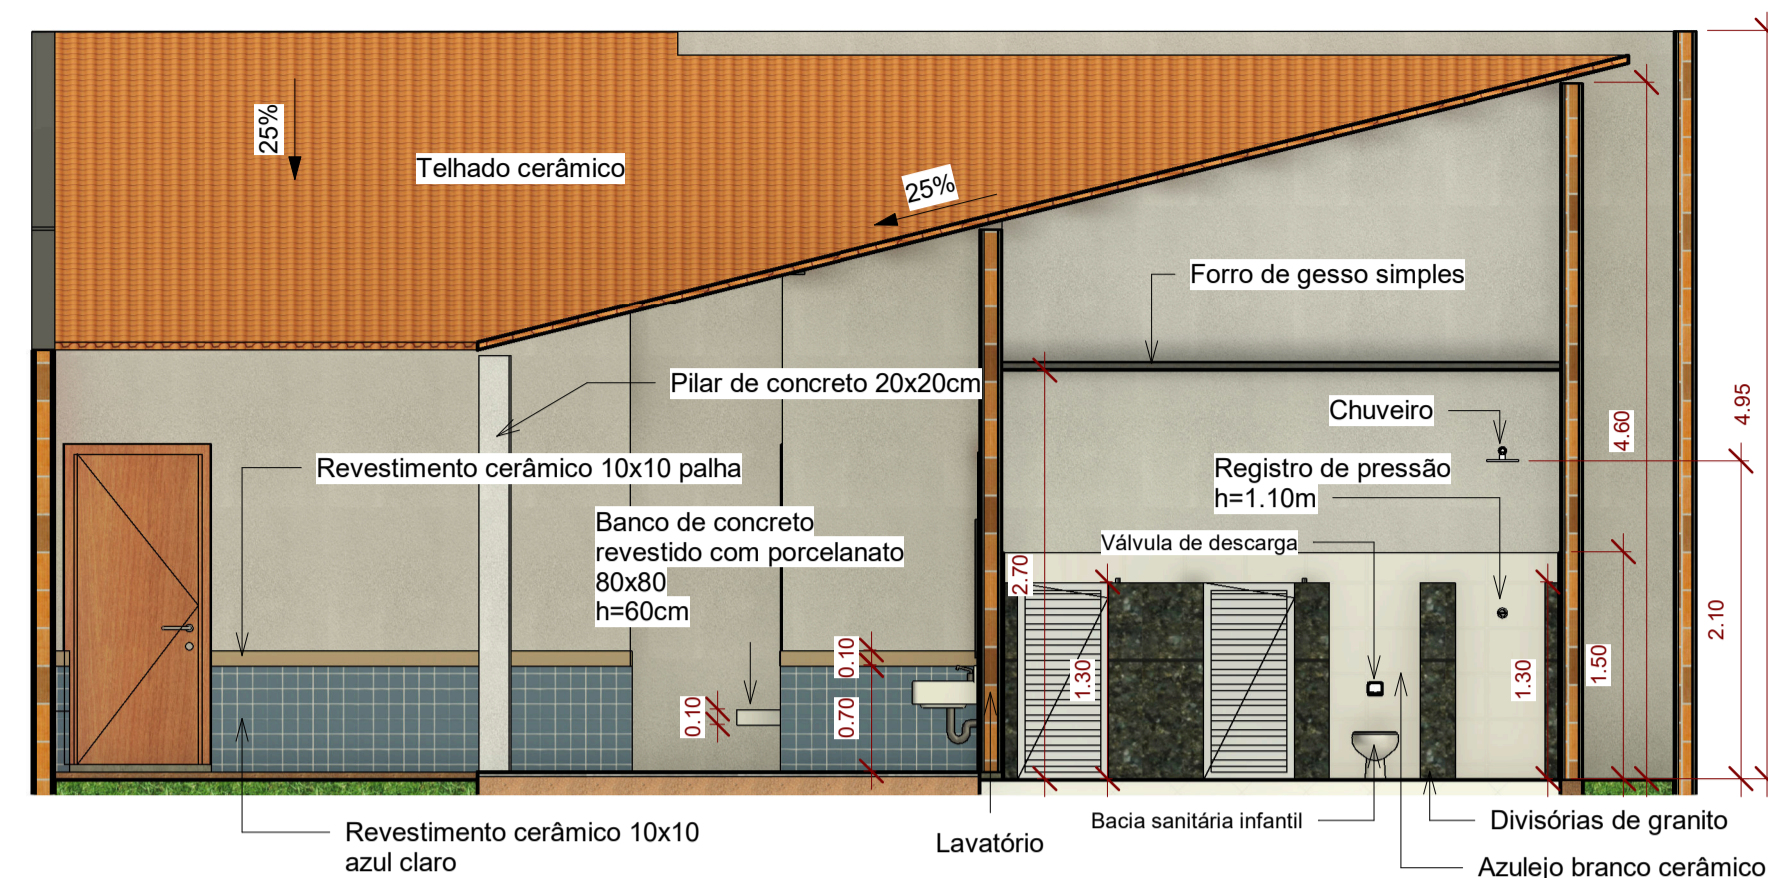 25%
Telhado cerâmico
25%
Forro de gesso simples
Pilar de concreto 20x20cm
Chuveiro
4.60
4.95
Revestimento cerâmico 10x10 palha
Registro de pressão
h=1.10m
Banco de concreto
revestido com porcelanato
80x80
h=60cm
Válvula de descarga
2.70
2.10
0.10
1.30
1.30
1.50
0.10
0.70
Revestimento cerâmico 10x10
azul claro
Lavatório
Bacia sanitária infantil
Divisórias de granito
Azulejo branco cerâmico